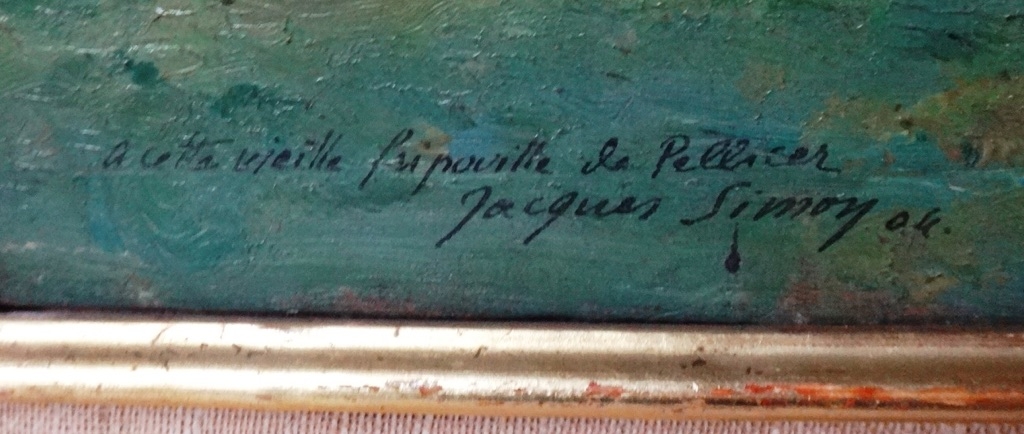 a cette vieille fripouille de Pellicer
Jacques Simon 04.